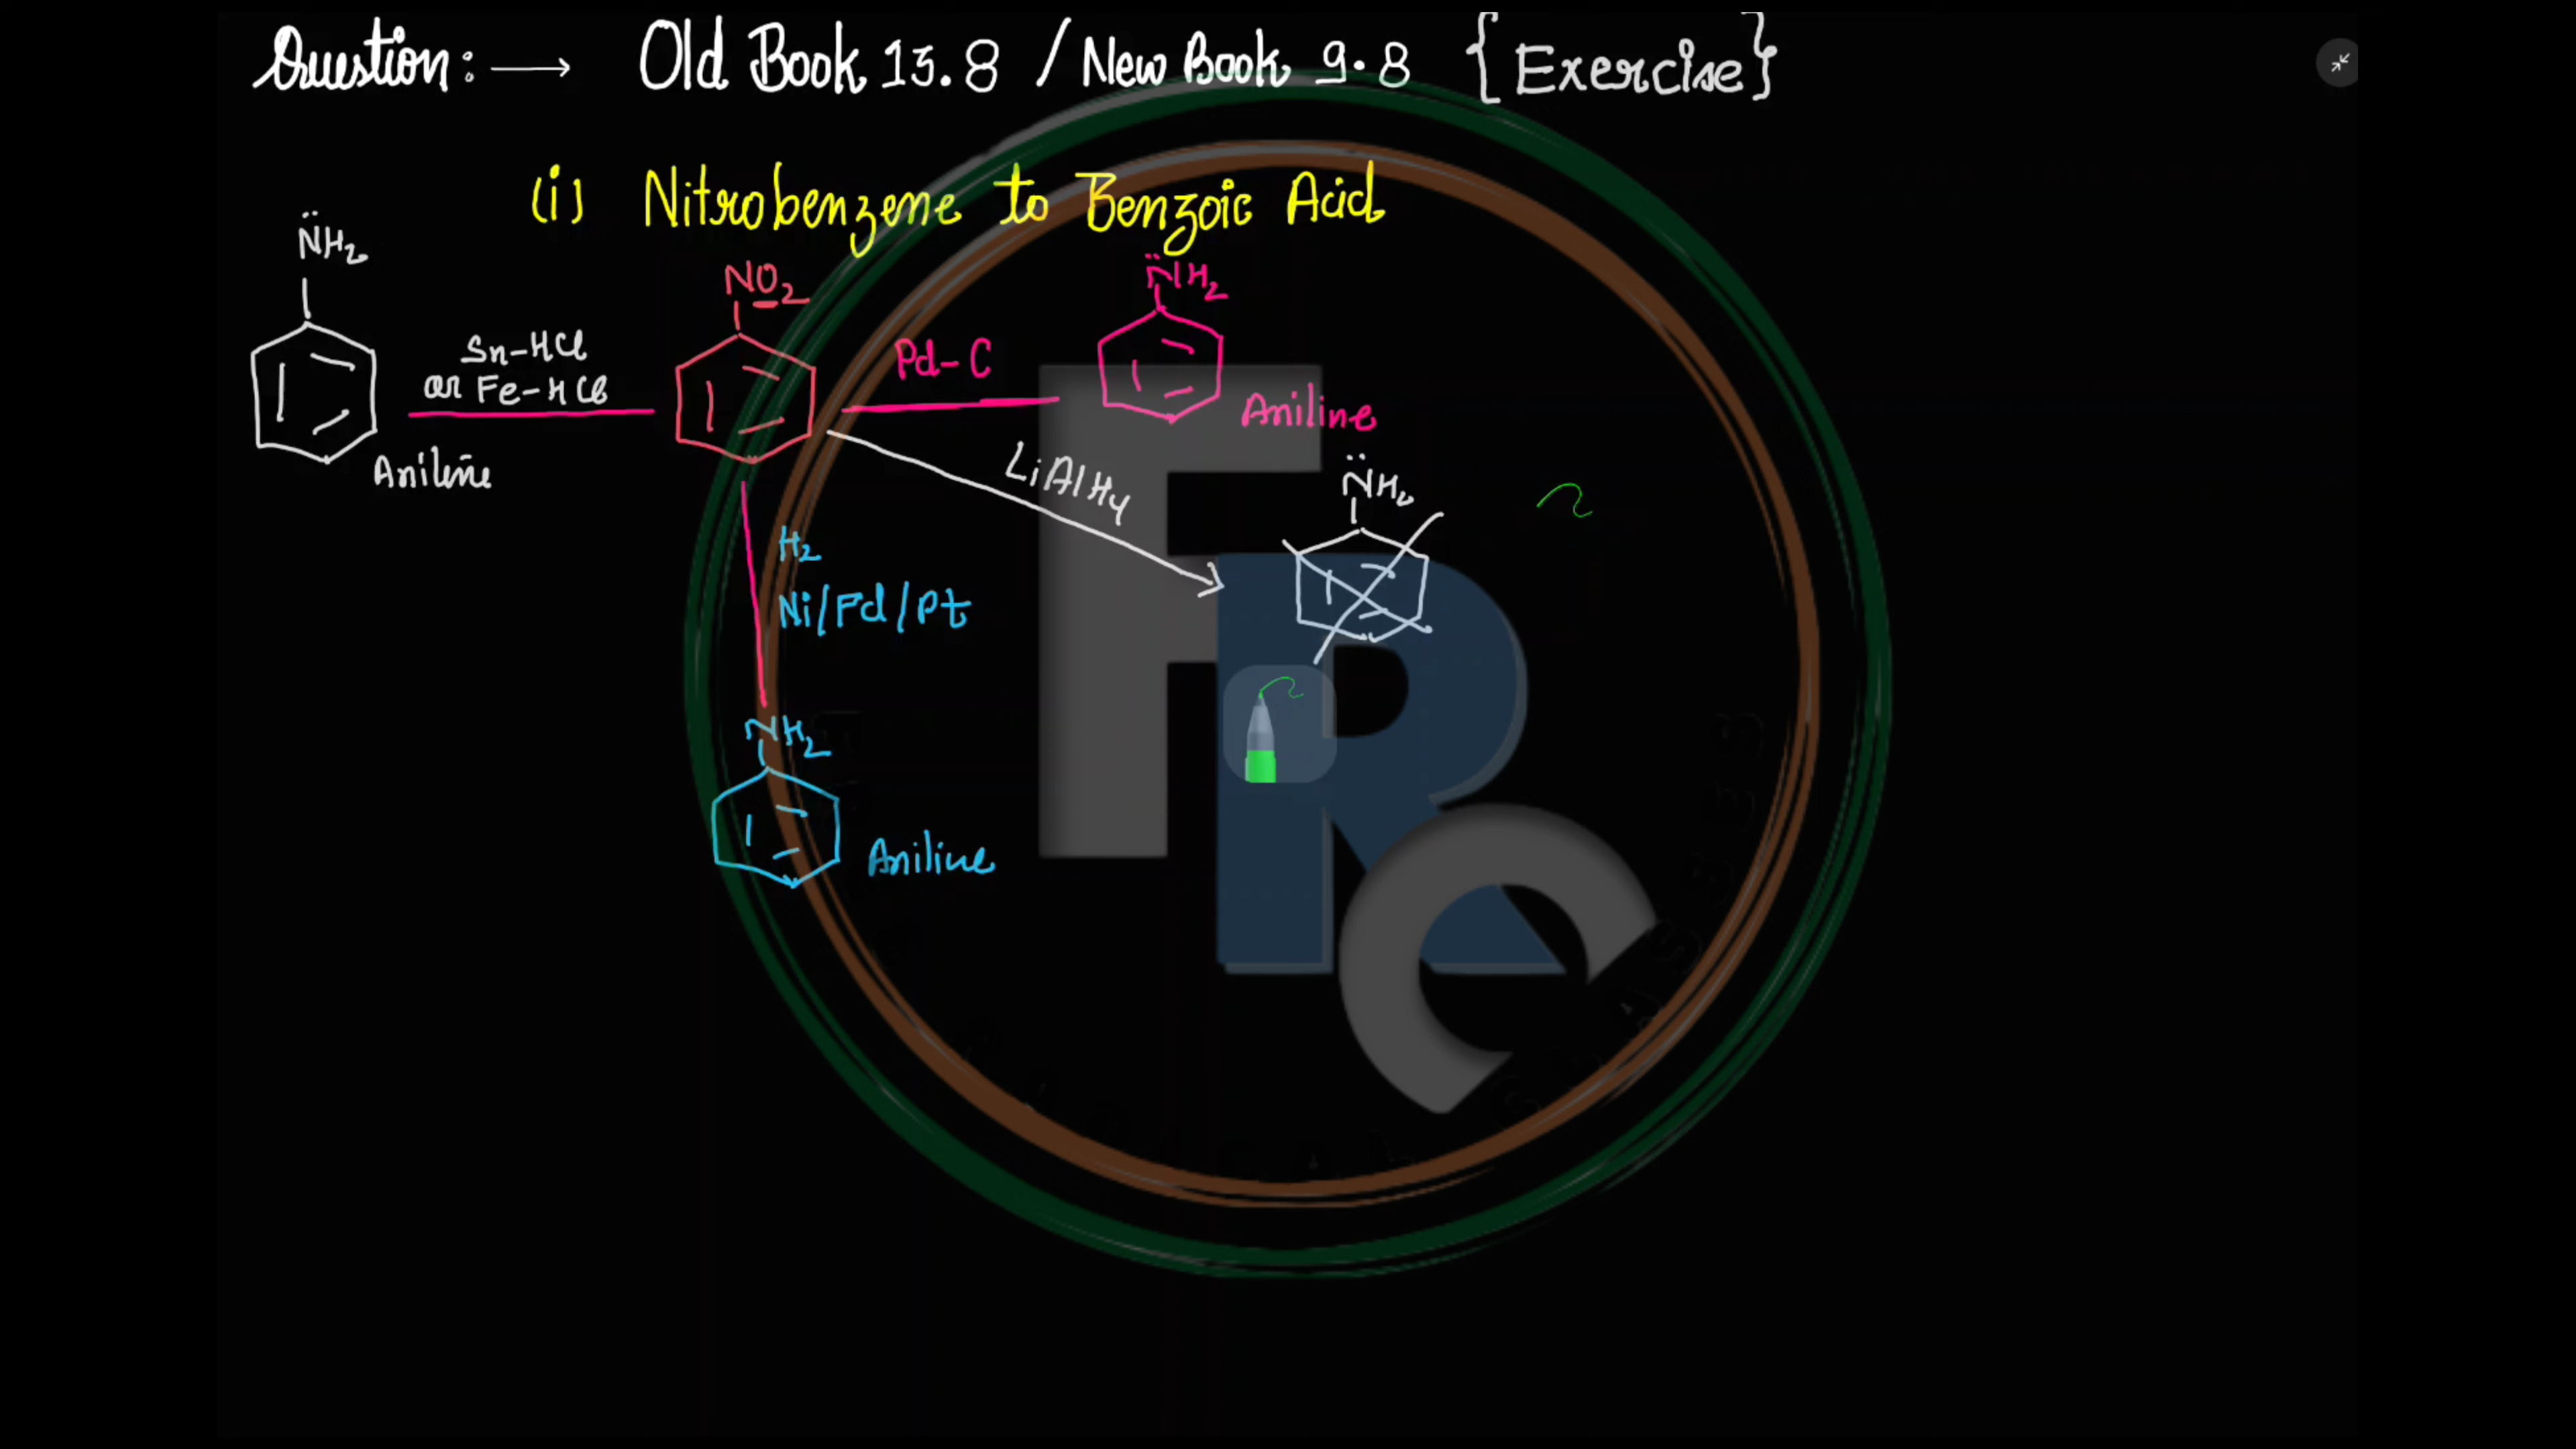 Question: → Old Book 13.8 / New Book 9.8 {Exercise}
(i) Nitrobenzene to Benzoic Acid
NH2
Sn-HCl
or Fe-HCl
Aniline
NO2
Pd-C
NH2
Aniline
LiAlH4
NH2
H2
Ni/Pd/Pt
NH2
Aniline